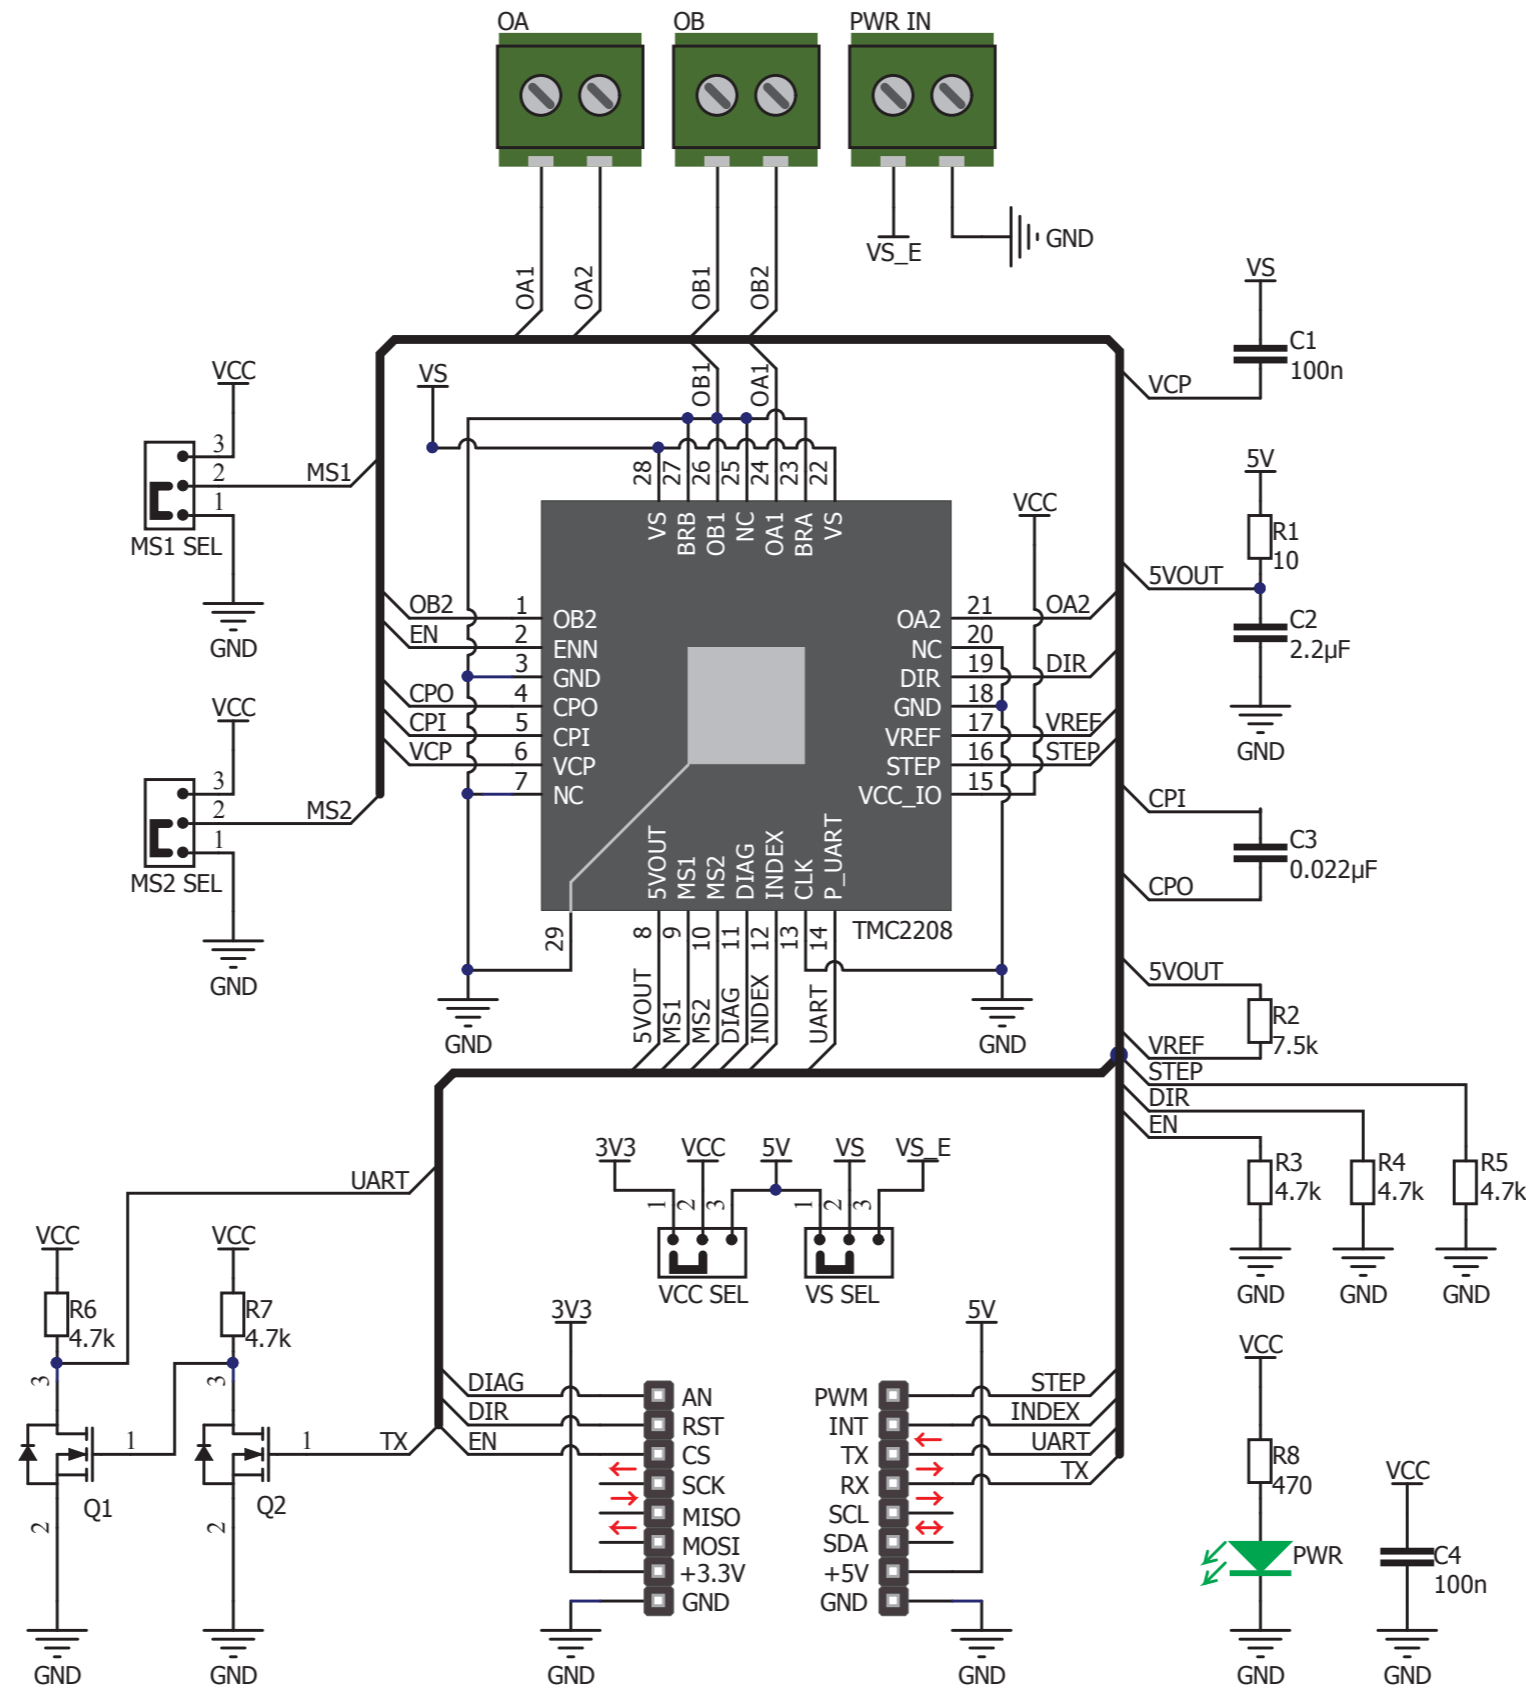 OA OB PWR IN
OA1 OA2 OB1 OB2 VS_E GND
VS
C1
100n
VCP
VCC
3
2 MS1
1
MS1 SEL
GND
VS
OB1 OA1
28 27 26 25 24 23 22
VS BRB OB1 NC OA1 BRA VS
VCC
5V
R1
10
5VOUT
C2
2.2µF
GND
OB2 1 OB2
EN 2 ENN
3 GND
CPO 4 CPO
CPI 5 CPI
VCP 6 VCP
7 NC
OA2 21 OA2
NC 20
DIR 19 DIR
GND 18
VREF 17 VREF
STEP 16 STEP
VCC_IO 15
VCC
3
2 MS2
1
MS2 SEL
GND
CPI
C3
0.022µF
CPO
5VOUT MS1 MS2 DIAG INDEX CLK P_UART
29 8 9 10 11 12 13 14
TMC2208
5VOUT MS1 MS2 DIAG INDEX UART
GND GND
5VOUT
R2
7.5k
VREF
STEP
DIR
EN
R3
4.7k
R4
4.7k
R5
4.7k
GND GND GND
3V3 VCC 5V VS VS_E
1 2 3 1 2 3
VCC SEL VS SEL
UART
VCC VCC
R6
4.7k
R7
4.7k
3 3
1 1 TX
Q1 Q2
2 2
GND GND
3V3 5V
DIAG AN PWM STEP
DIR RST INT INDEX
EN CS TX UART
SCK RX TX
MISO SCL
MOSI SDA
+3.3V +5V
GND GND
GND GND
VCC
R8
470
PWR
GND
VCC
C4
100n
GND